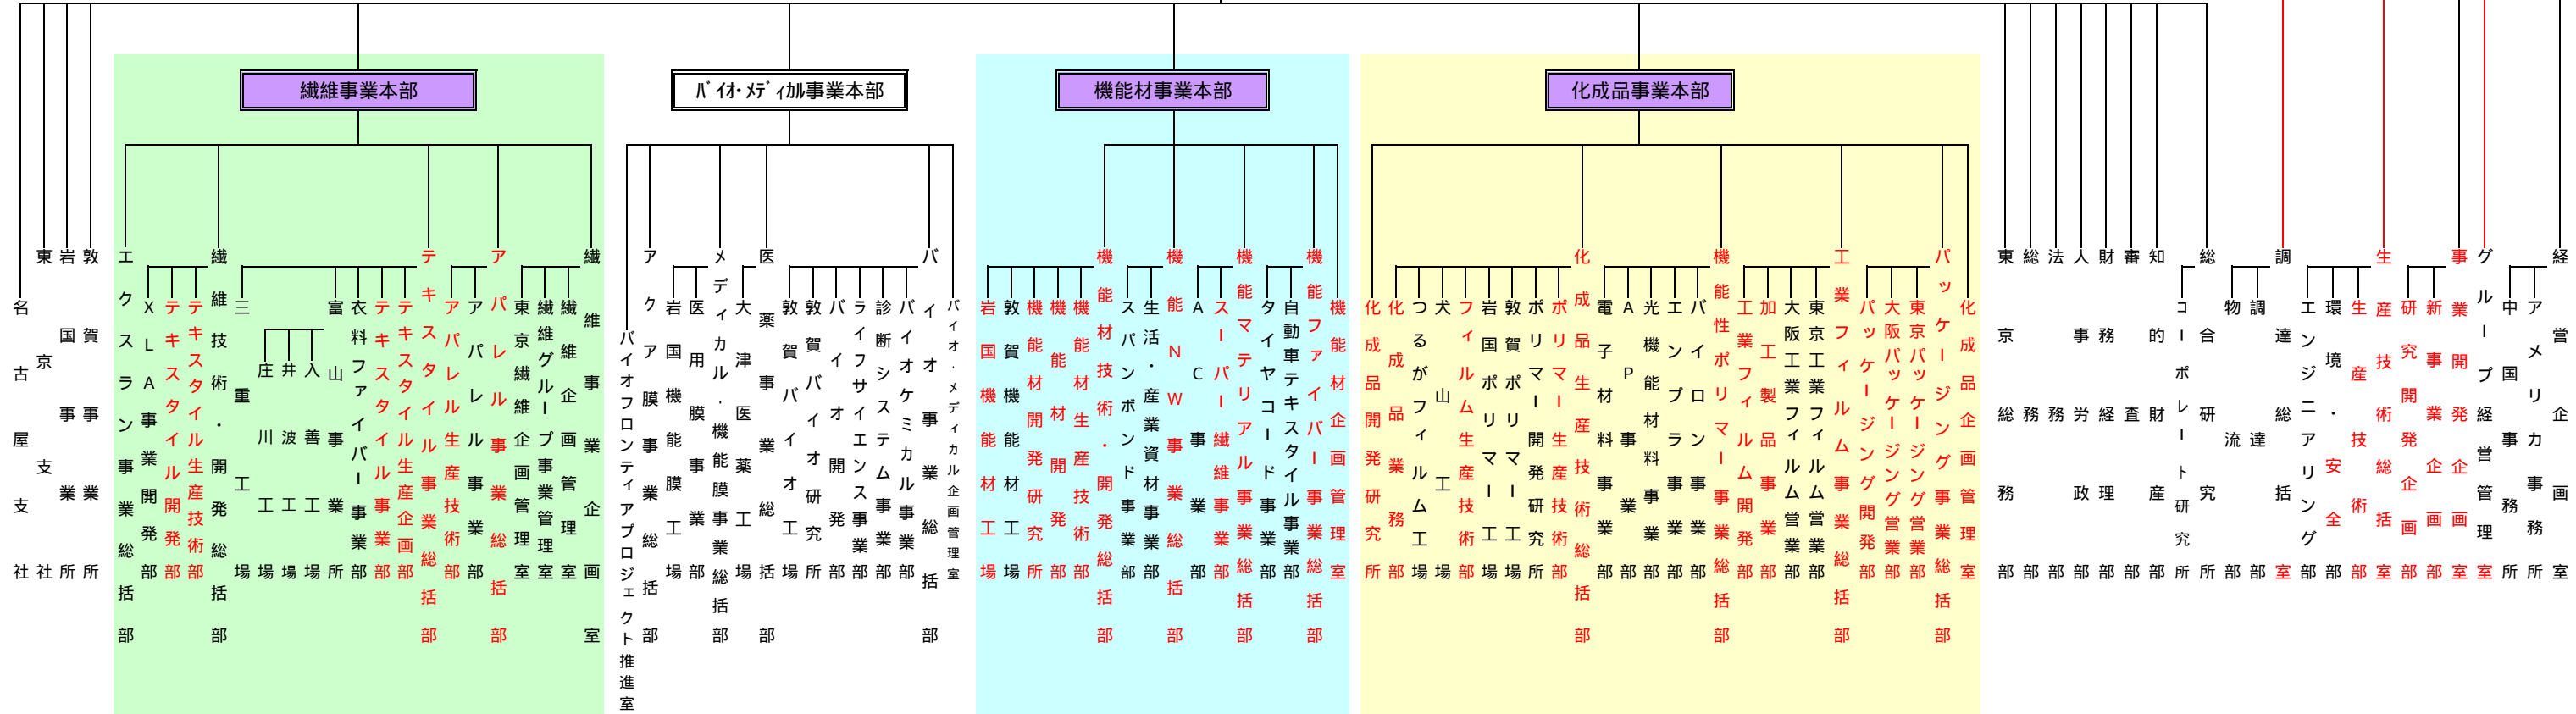 繊維事業本部
バイオ・メディカル事業本部
機能材事業本部
化成品事業本部
経営企画室
アメリカ事務所
中国事務所
グループ経営管理室
事業開発企画室
新事業企画部
研究開発企画部
生産技術総括室
生産技術部
環境・安全部
エンジニアリング部
調達総括室
調達部
物流部
総合研究所
コーポレート研究所
知的財産部
審査部
財務経理部
人事労政部
法務部
総務部
東京総務部
化成品企画管理室
パッケージング事業総括部
東京パッケージング営業部
大阪パッケージング営業部
パッケージング開発部
工業フィルム事業総括部
東京工業フィルム営業部
大阪工業フィルム営業部
加工製品事業部
工業フィルム開発部
機能性ポリマー事業総括部
バイロン事業部
エンプラ事業部
光機能材料事業部
AP事業部
電子材料事業部
化成品生産技術総括部
ポリマー生産技術部
ポリマー開発研究所
敦賀ポリマー工場
岩国ポリマー工場
フィルム生産技術部
犬山工場
つるがフィルム工場
化成品業務部
化成品開発研究所
機能材企画管理室
機能ファイバー事業総括部
自動車テキスタイル事業部
タイヤコード事業部
機能マテリアル事業総括部
スーパー繊維事業部
AC事業部
機能NW事業総括部
生活・産業資材事業部
スパンボンド事業部
機能材技術・開発総括部
機能材生産技術部
機能材開発部
機能材開発研究所
敦賀機能材工場
岩国機能材工場
バイオ・メディカル企画管理室
バイオ事業総括部
バイオケミカル事業部
診断システム事業部
ライフサイエンス事業部
バイオ開発部
敦賀バイオ研究所
敦賀バイオ工場
医薬事業総括部
大津医薬工場
メディカル・機能膜事業総括部
医用膜事業部
岩国機能膜工場
アクア膜事業総括部
バイオフロンティアプロジェクト推進室
繊維事業企画室
繊維企画管理室
繊維グループ事業管理室
東京繊維企画管理室
アパレル事業総括部
アパレル事業部
アパレル生産技術部
テキスタイル事業総括部
テキスタイル生産企画部
テキスタイル事業部
衣料ファイバー事業部
富山事業所
入善工場
井波工場
庄川工場
三重工場
繊維技術・開発総括部
テキスタイル生産技術部
テキスタイル開発部
XLA事業開発部
エクスラン事業総括部
敦賀事業所
岩国事業所
東京支社
名古屋支社